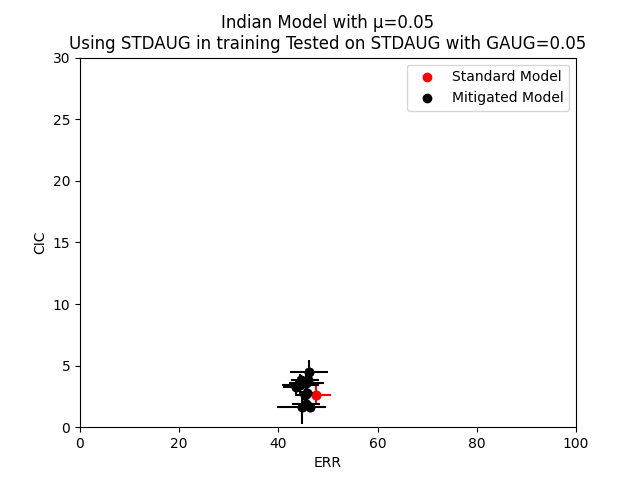 Indian Model with μ=0.05
Using STDAUG in training Tested on STDAUG with GAUG=0.05
Standard Model
Mitigated Model
30
25
20
15
10
5
0
CIC
0 20 40 60 80 100
ERR